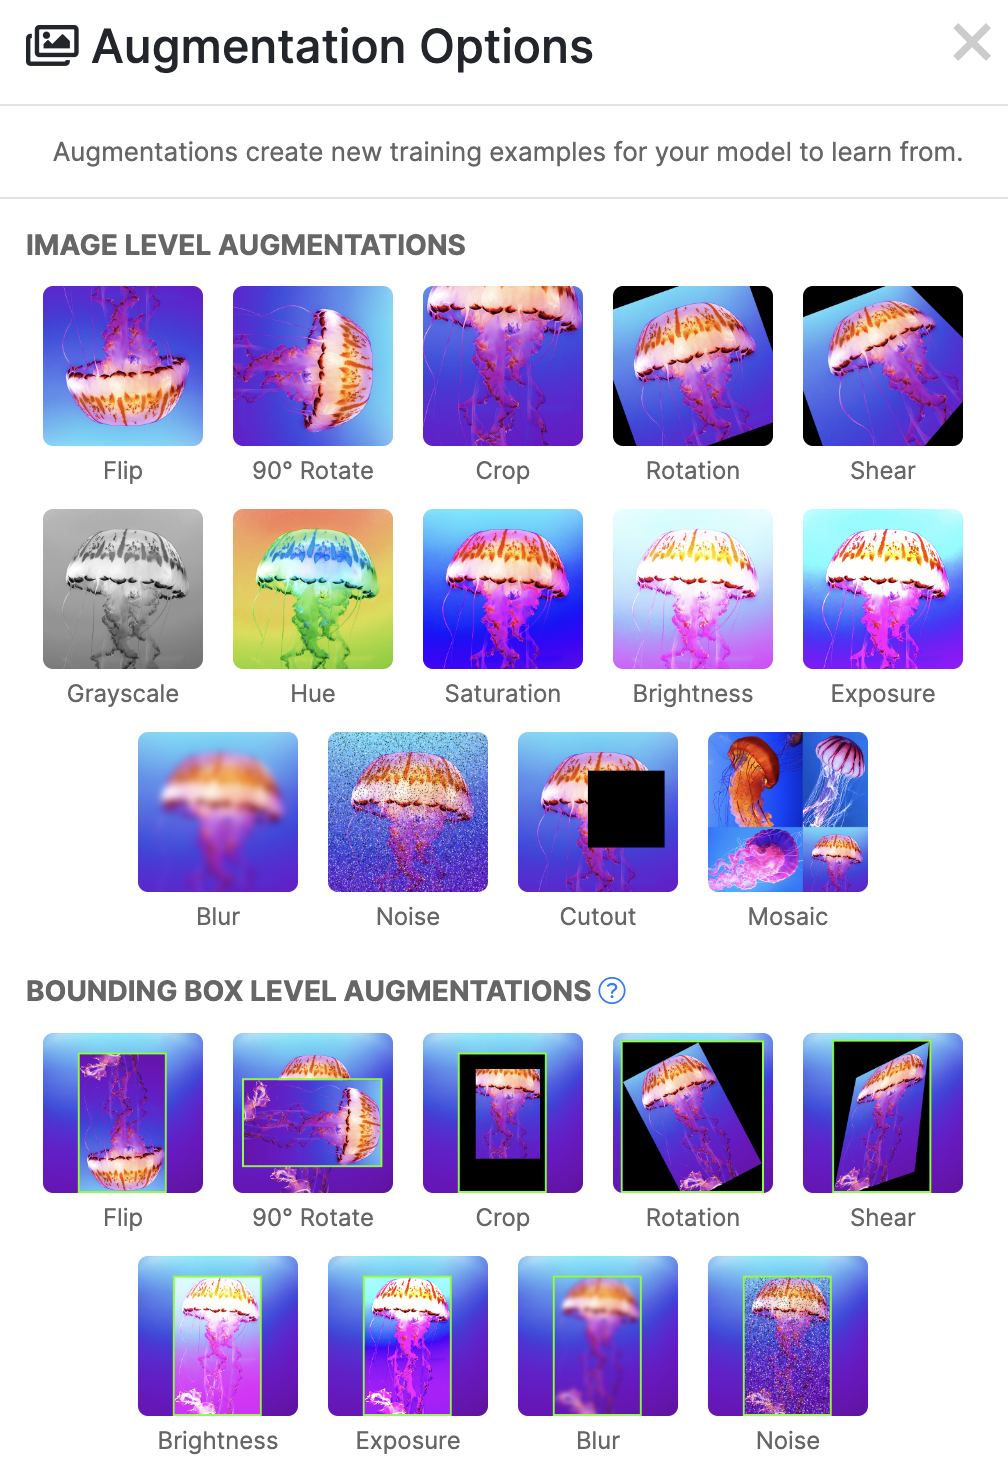 Augmentation Options
Augmentations create new training examples for your model to learn from.
IMAGE LEVEL AUGMENTATIONS
Flip
90° Rotate
Crop
Rotation
Shear
Grayscale
Hue
Saturation
Brightness
Exposure
Blur
Noise
Cutout
Mosaic
BOUNDING BOX LEVEL AUGMENTATIONS ?
Flip
90° Rotate
Crop
Rotation
Shear
Brightness
Exposure
Blur
Noise